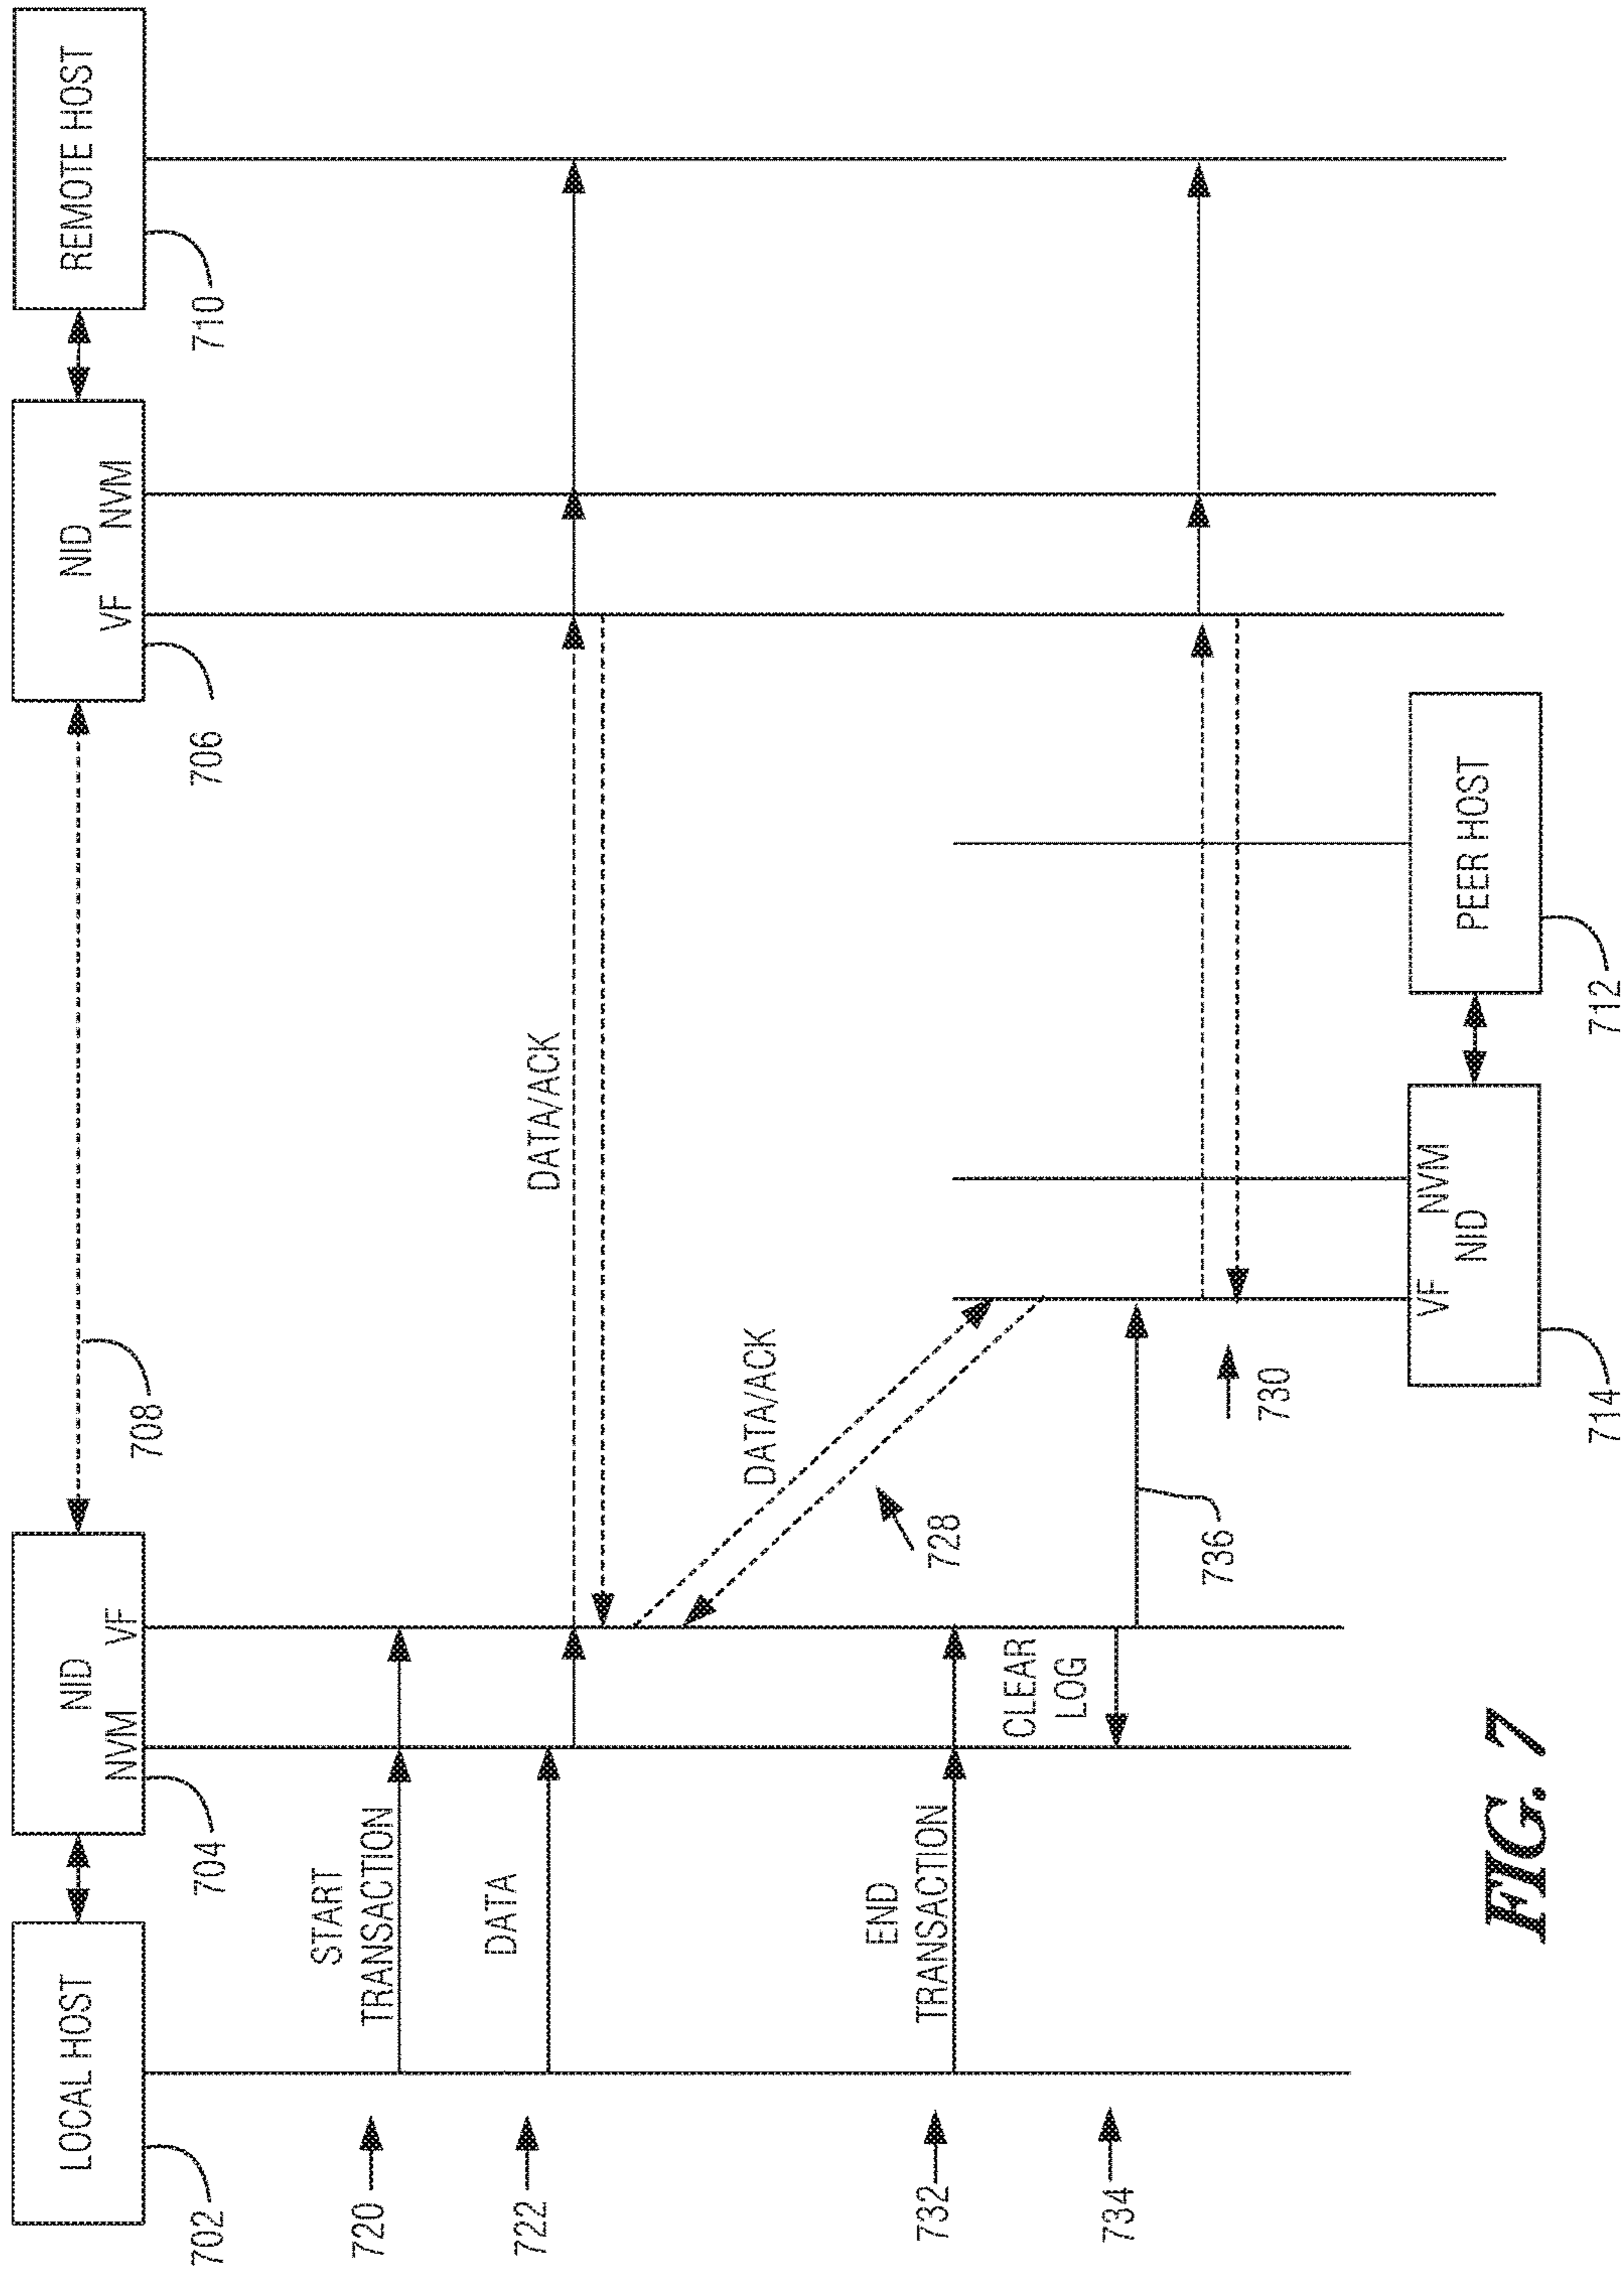 LOCAL HOST
702
NID
NVM VF
704
708
NID
VF NVM
706
REMOTE HOST
710
720
START
TRANSACTION
722
DATA
DATA/ACK
DATA/ACK
728
732
END
TRANSACTION
CLEAR
LOG
734
736
730
VF NVM
NID
714
PEER HOST
712
FIG. 7